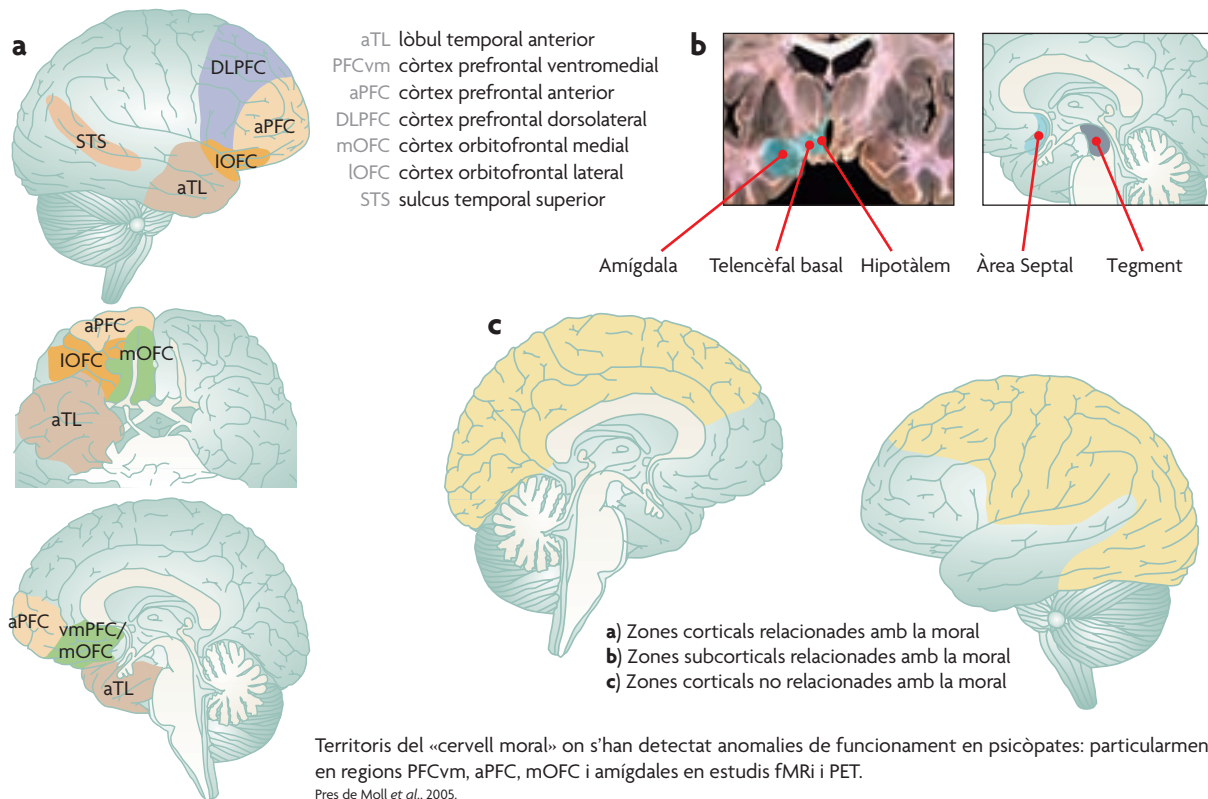 a
DLPFC
aPFC
STS
lOFC
aTL
aTL lòbul temporal anterior
PFCvm còrtex prefrontal ventromedial
aPFC còrtex prefrontal anterior
DLPFC còrtex prefrontal dorsolateral
mOFC còrtex orbitofrontal medial
lOFC còrtex orbitofrontal lateral
STS sulcus temporal superior
b
Amígdala
Telencèfal basal
Hipotàlem
Àrea Septal
Tegment
aPFC
lOFC
mOFC
aTL
c
aPFC
vmPFC/
mOFC
aTL
a) Zones corticals relacionades amb la moral
b) Zones subcorticals relacionades amb la moral
c) Zones corticals no relacionades amb la moral
Territoris del «cervell moral» on s'han detectat anomalies de funcionament en psicòpates: particularmen
en regions PFCvm, aPFC, mOFC i amígdales en estudis fMRi i PET.
Pres de Moll et al., 2005.